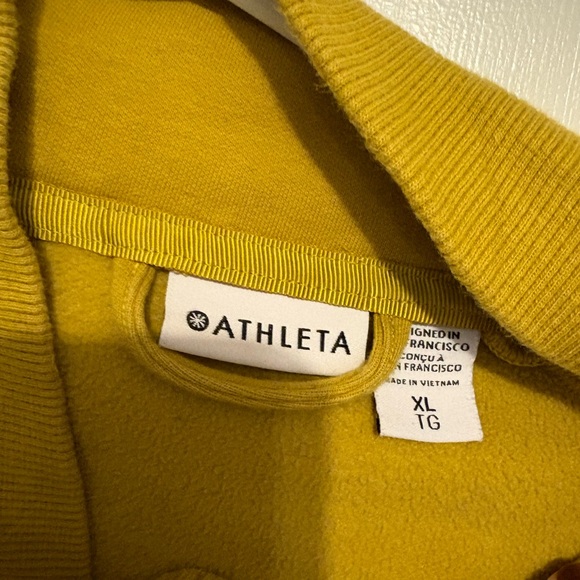 ATHLETA
IGNED IN
FRANCISCO
CONÇU À
N FRANCISCO
MADE IN VIETNAM
XL
TG